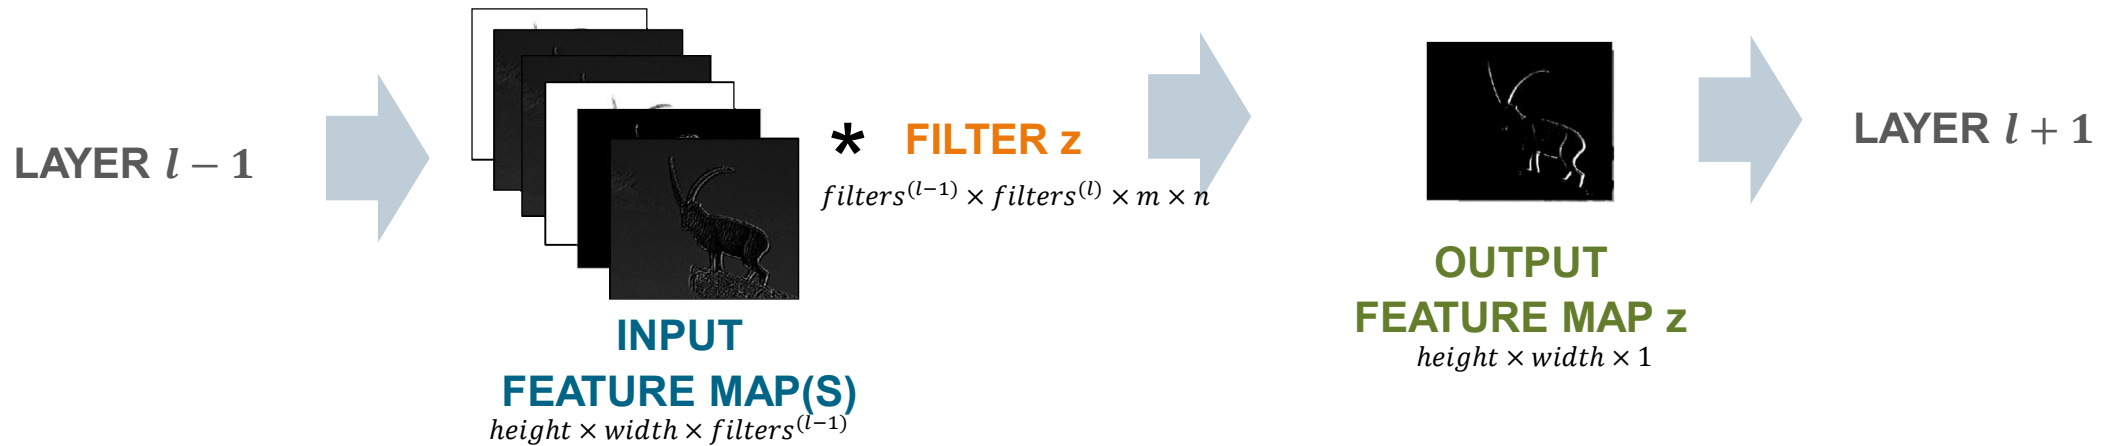 LAYER l − 1
* FILTER z
filters^(l−1) × filters^(l) × m × n
INPUT
FEATURE MAP(S)
height × width × filters^(l−1)
OUTPUT
FEATURE MAP z
height × width × 1
LAYER l + 1